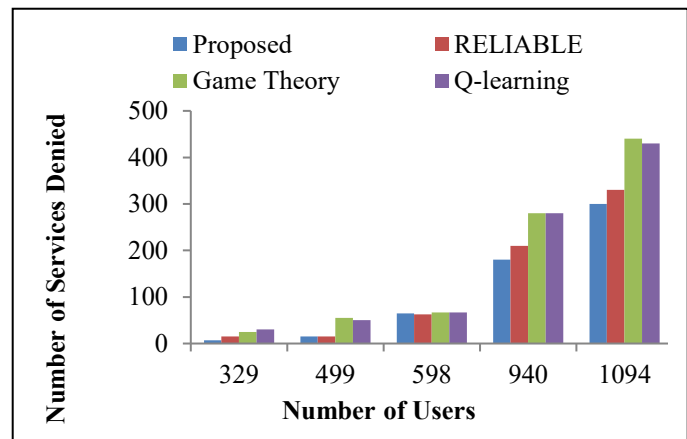 Proposed
RELIABLE
Game Theory
Q-learning
Number of Services Denied
500
400
300
200
100
0
329 499 598 940 1094
Number of Users